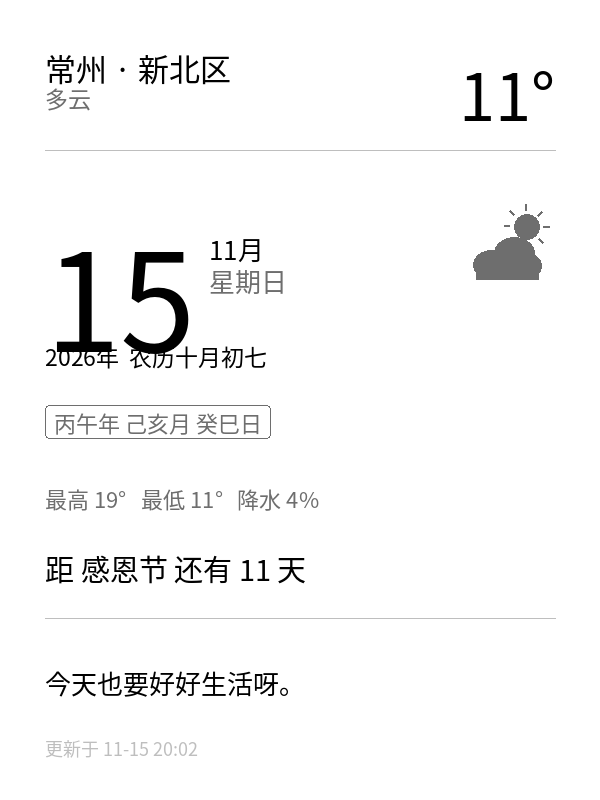 常州 · 新北区
多云
11°
15
11月
星期日
2026年 农历十月初七
丙午年 己亥月 癸巳日
最高 19° 最低 11° 降水 4%
距 感恩节 还有 11 天
今天也要好好生活呀。
更新于 11-15 20:02